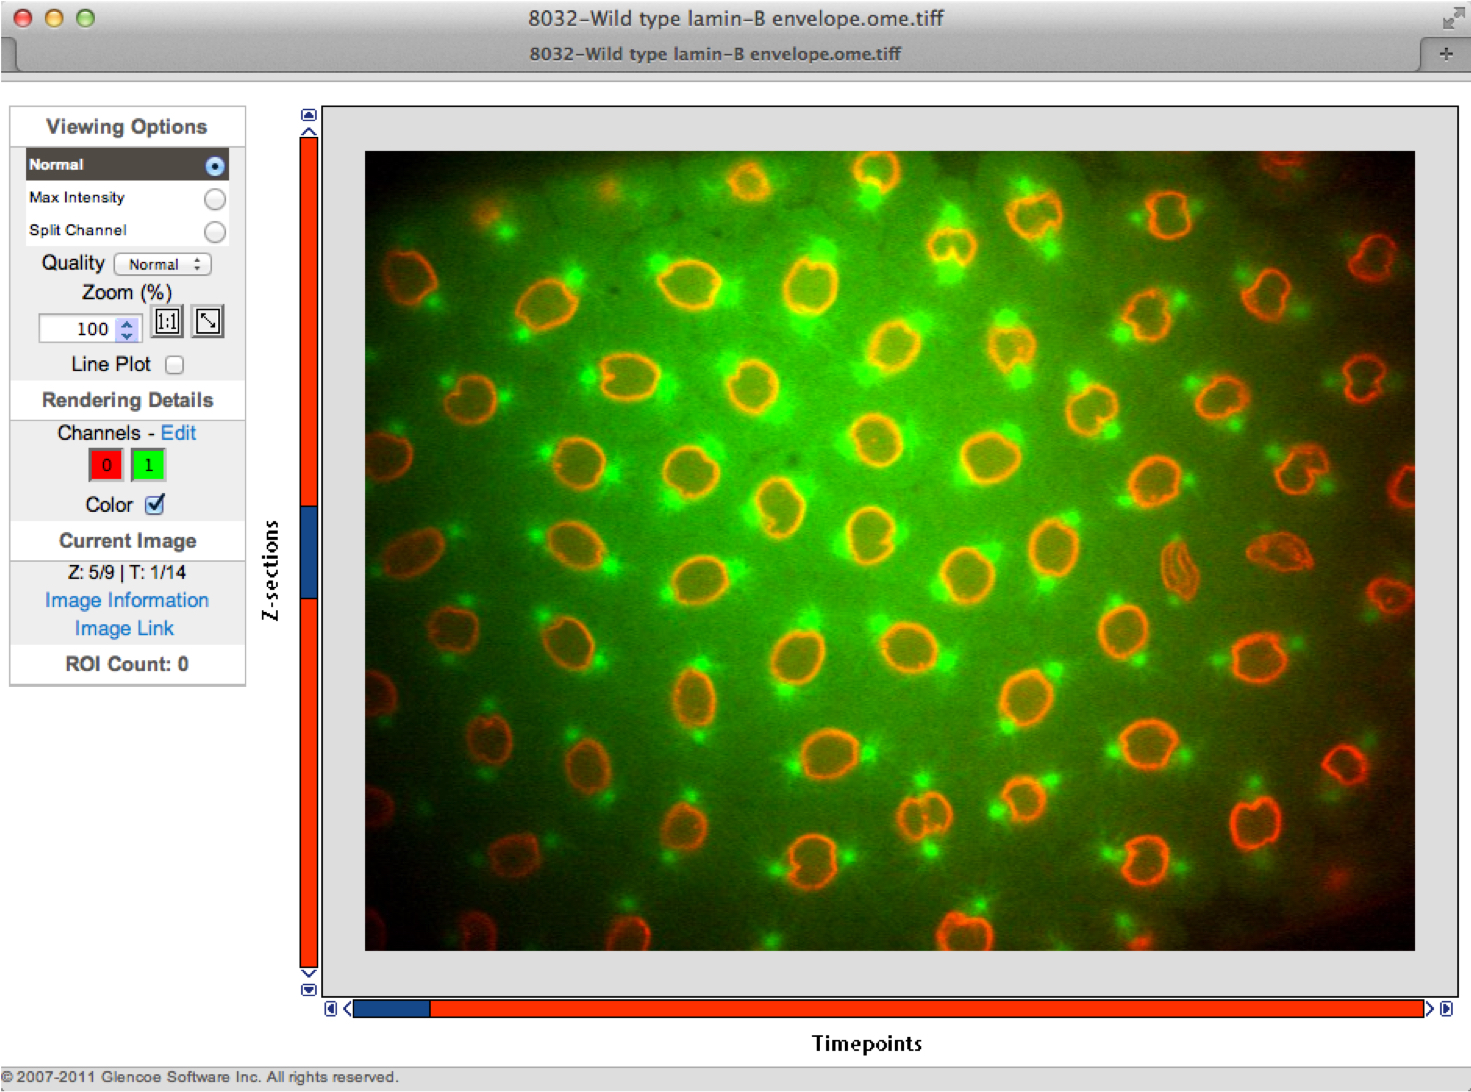 8032-Wild type lamin-B envelope.ome.tiff
8032-Wild type lamin-B envelope.ome.tiff
Viewing Options
Normal
Max Intensity
Split Channel
Quality Normal
Zoom (%)
100 1:1
Line Plot
Rendering Details
Channels - Edit
0 1
Color
Current Image
Z: 5/9 | T: 1/14
Image Information
Image Link
ROI Count: 0
Z-sections
Timepoints
© 2007-2011 Glencoe Software Inc. All rights reserved.